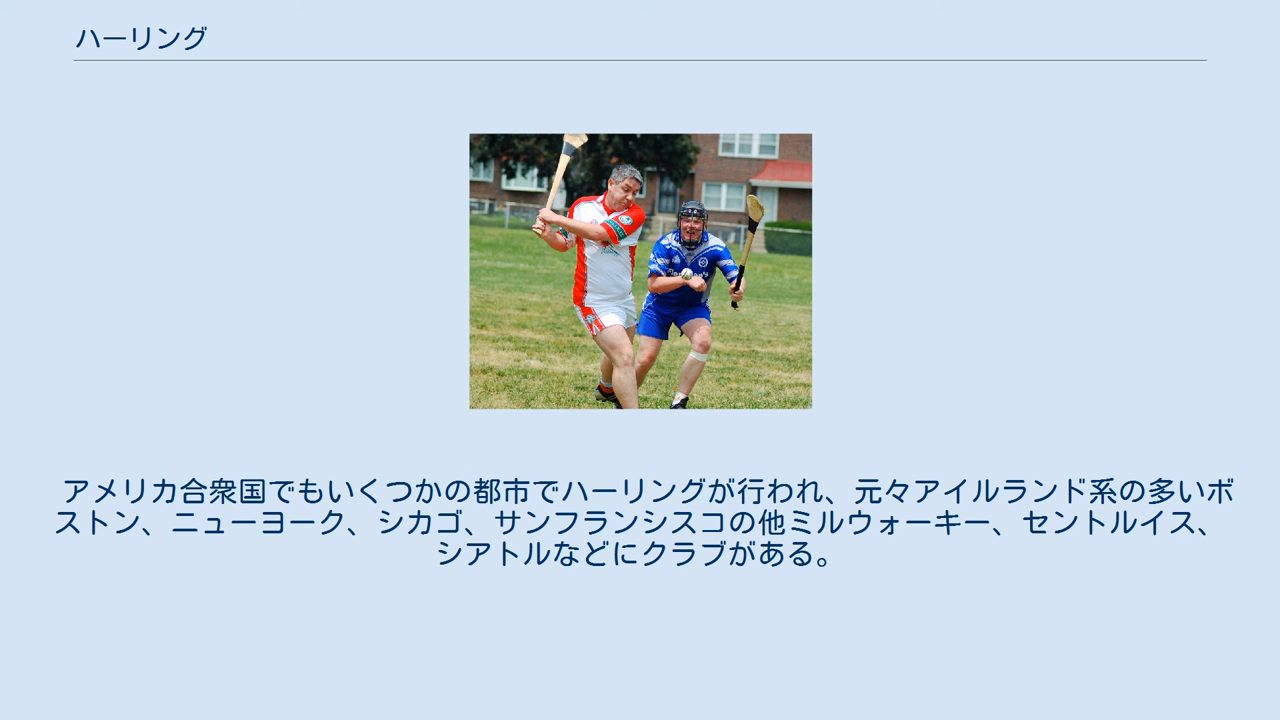 ハーリング
アメリカ合衆国でもいくつかの都市でハーリングが行われ、元々アイルランド系の多いボ
ストン、ニューヨーク、シカゴ、サンフランシスコの他ミルウォーキー、セントルイス、
シアトルなどにクラブがある。